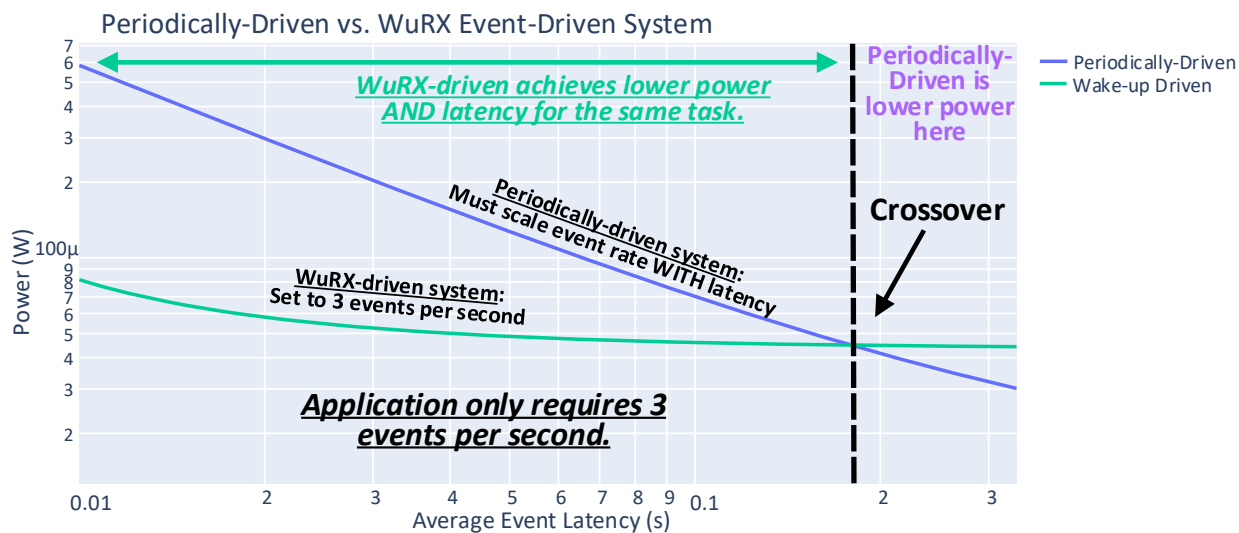 Periodically-Driven vs. WuRX Event-Driven System
7
6
5
4
3
2
100μ
9
8
7
6
5
4
3
2
Power (W)
WuRX-driven achieves lower power
AND latency for the same task.
Periodically-
Driven is
lower power
here
Periodically-Driven
Wake-up Driven
Periodically-driven system:
Must scale event rate WITH latency
Crossover
WuRX-driven system:
Set to 3 events per second
Application only requires 3
events per second.
0.01
2
3
4
5
6
7
8
9
0.1
2
3
Average Event Latency (s)